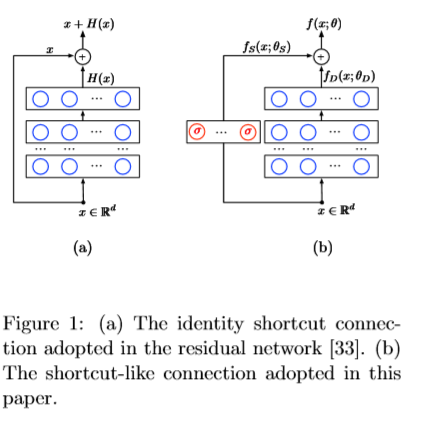 x + H(x)
f(x; θ)
x
+
H(x)
f_S(x; θ_S)
+
f_D(x; θ_D)
...
...
σ ... σ
...
... ... ...
... ... ...
...
...
x ∈ ℝ^d
x ∈ ℝ^d
(a)
(b)
Figure 1: (a) The identity shortcut connec-
tion adopted in the residual network [33]. (b)
The shortcut-like connection adopted in this
paper.